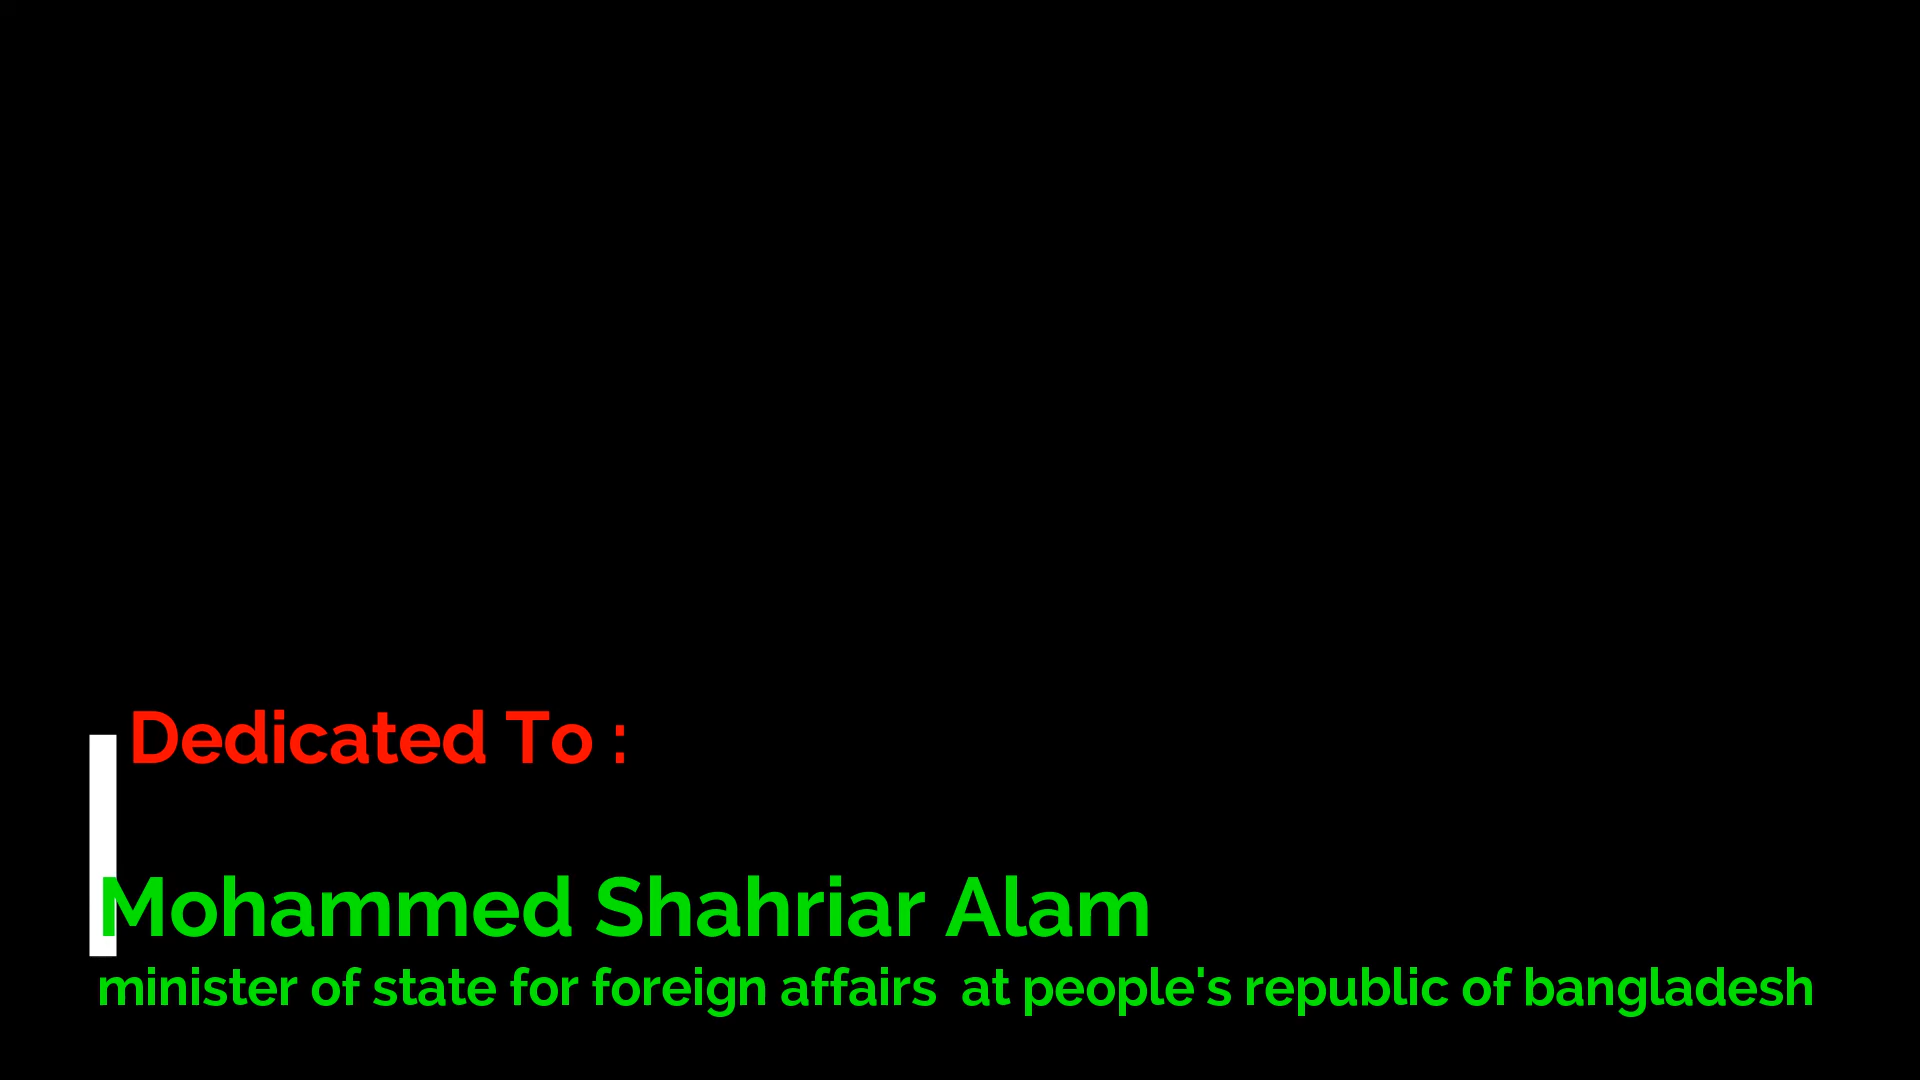 Dedicated To :
Mohammed Shahriar Alam
minister of state for foreign affairs  at people's republic of bangladesh